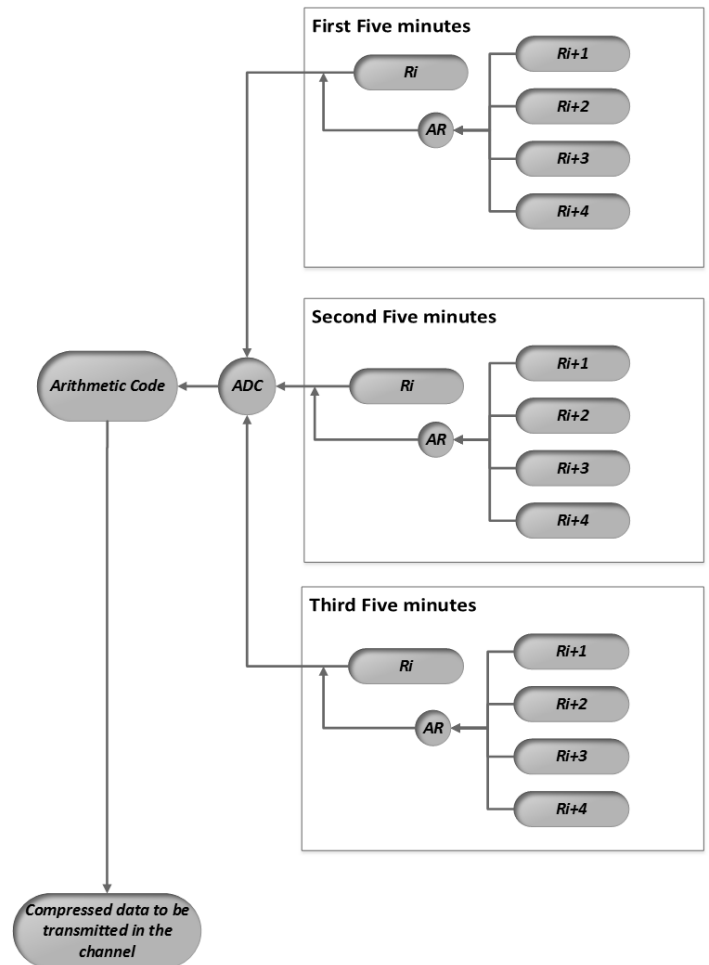 First Five minutes
Ri
Ri+1
AR
Ri+2
Ri+3
Ri+4
Second Five minutes
Ri
Ri+1
AR
Ri+2
Ri+3
Ri+4
Arithmetic Code
ADC
Third Five minutes
Ri
Ri+1
AR
Ri+2
Ri+3
Ri+4
Compressed data to be
transmitted in the
channel